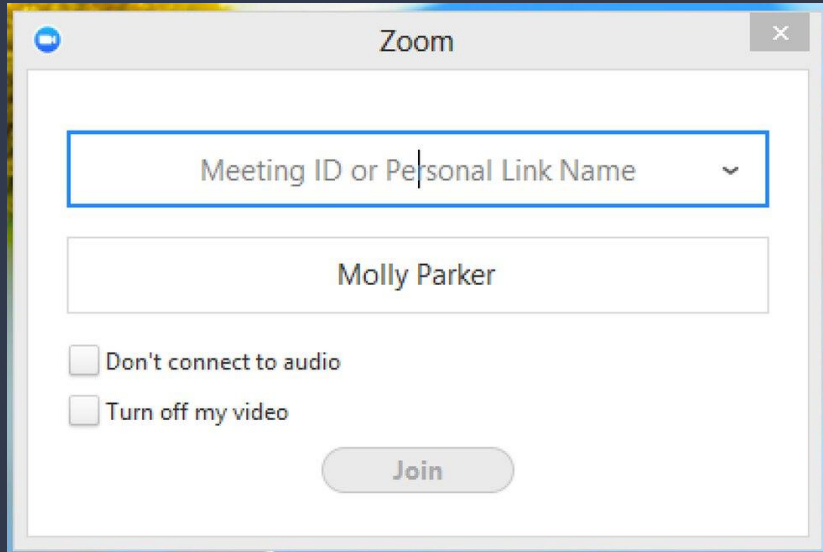 Zoom
Meeting ID or Personal Link Name
Molly Parker
Don't connect to audio
Turn off my video
Join